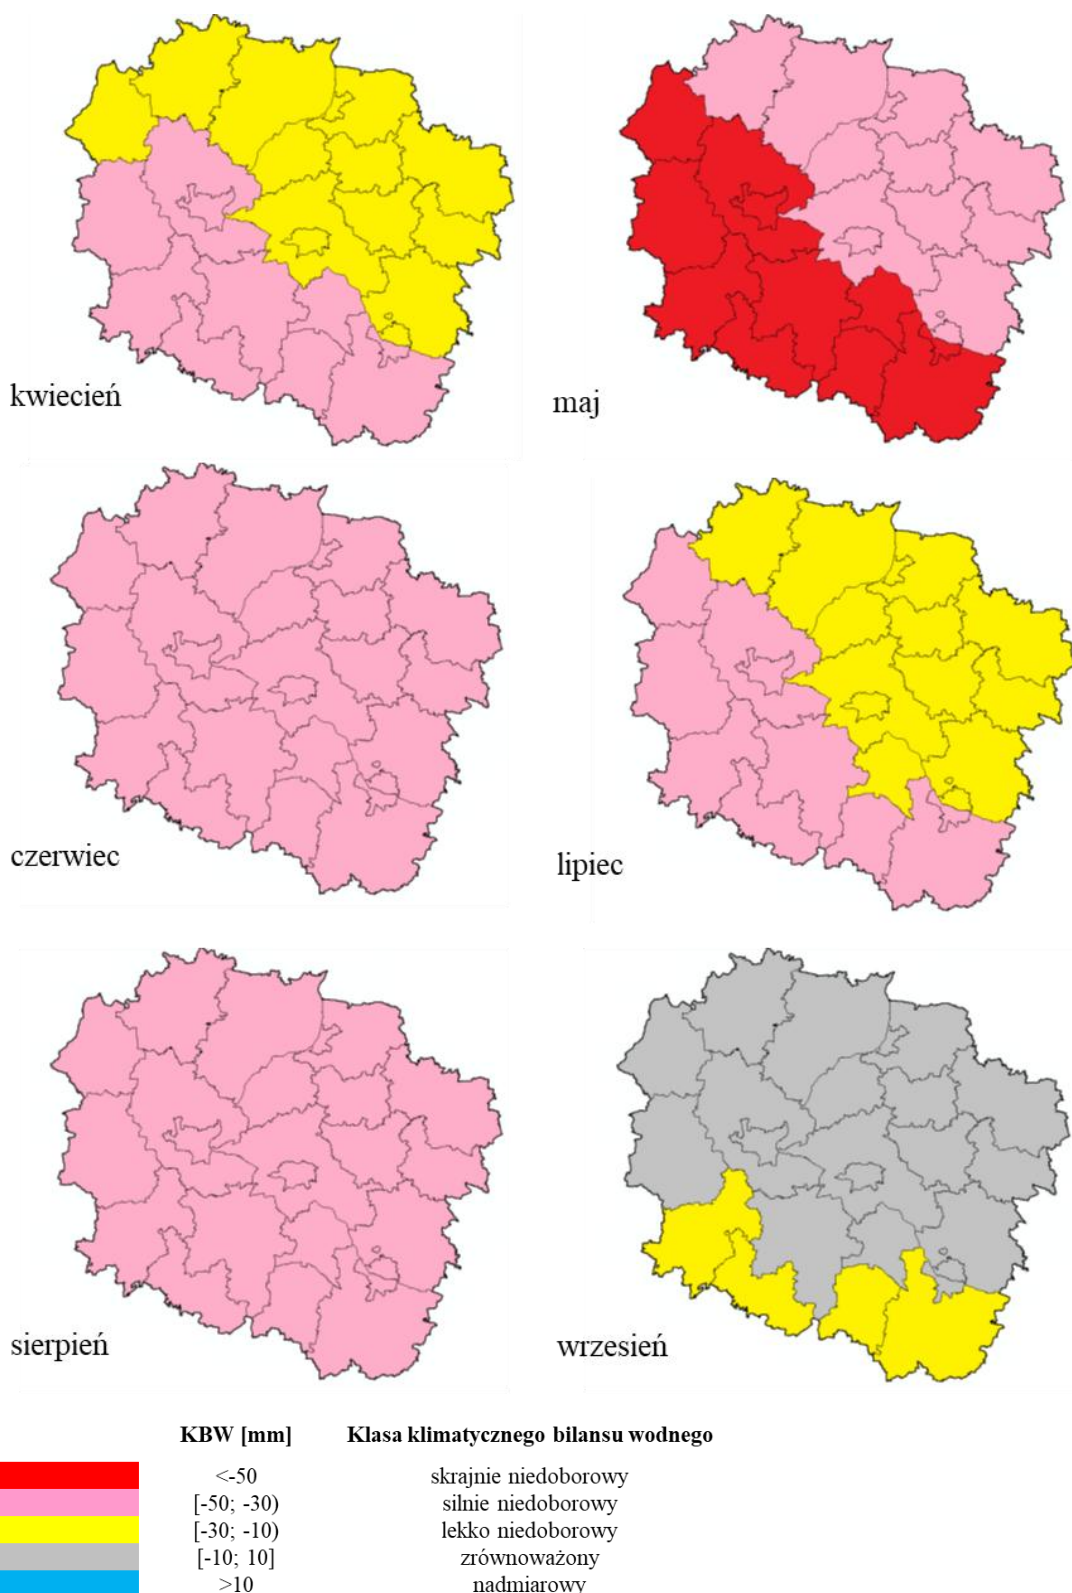 kwiecień
maj
czerwiec
lipiec
sierpień
wrzesień
KBW [mm] Klasa klimatycznego bilansu wodnego
<-50 skrajnie niedoborowy
[-50; -30) silnie niedoborowy
[-30; -10) lekko niedoborowy
[-10; 10] zrównoważony
>10 nadmiarowy